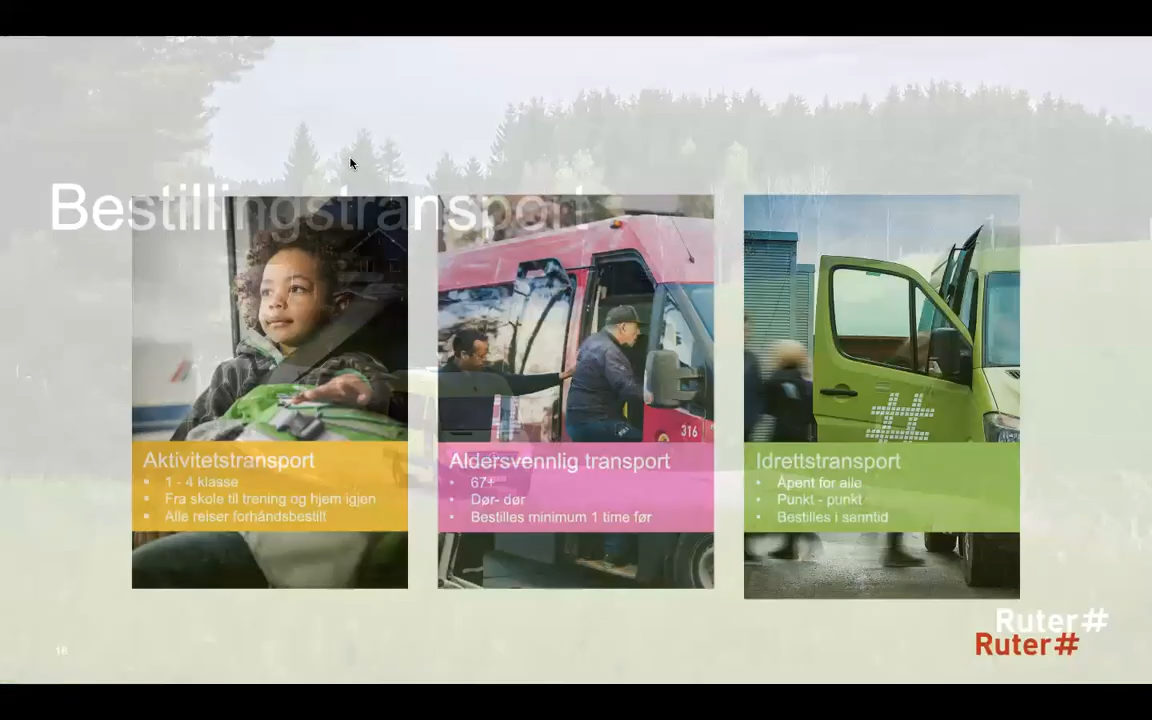 Bestillingstransport
316
Aktivitetstransport
1 - 4 klasse
Fra skole til trening og hjem igjen
Alle reiser forhåndsbestilt
Aldersvennlig transport
67+
Dør- dør
Bestilles minimum 1 time før
Idrettstransport
Åpent for alle
Punkt - punkt
Bestilles i sanntid
Ruter#
Ruter#